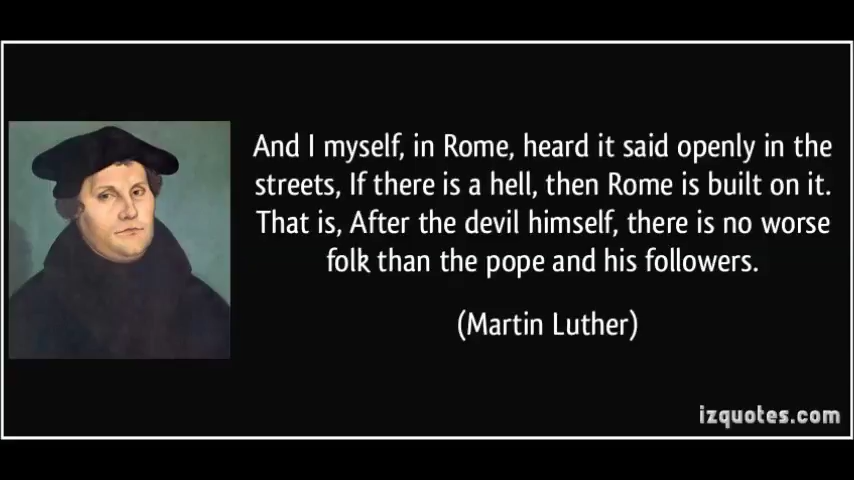 And I myself, in Rome, heard it said openly in the
streets, If there is a hell, then Rome is built on it.
That is, After the devil himself, there is no worse
folk than the pope and his followers.
(Martin Luther)
izquotes.com